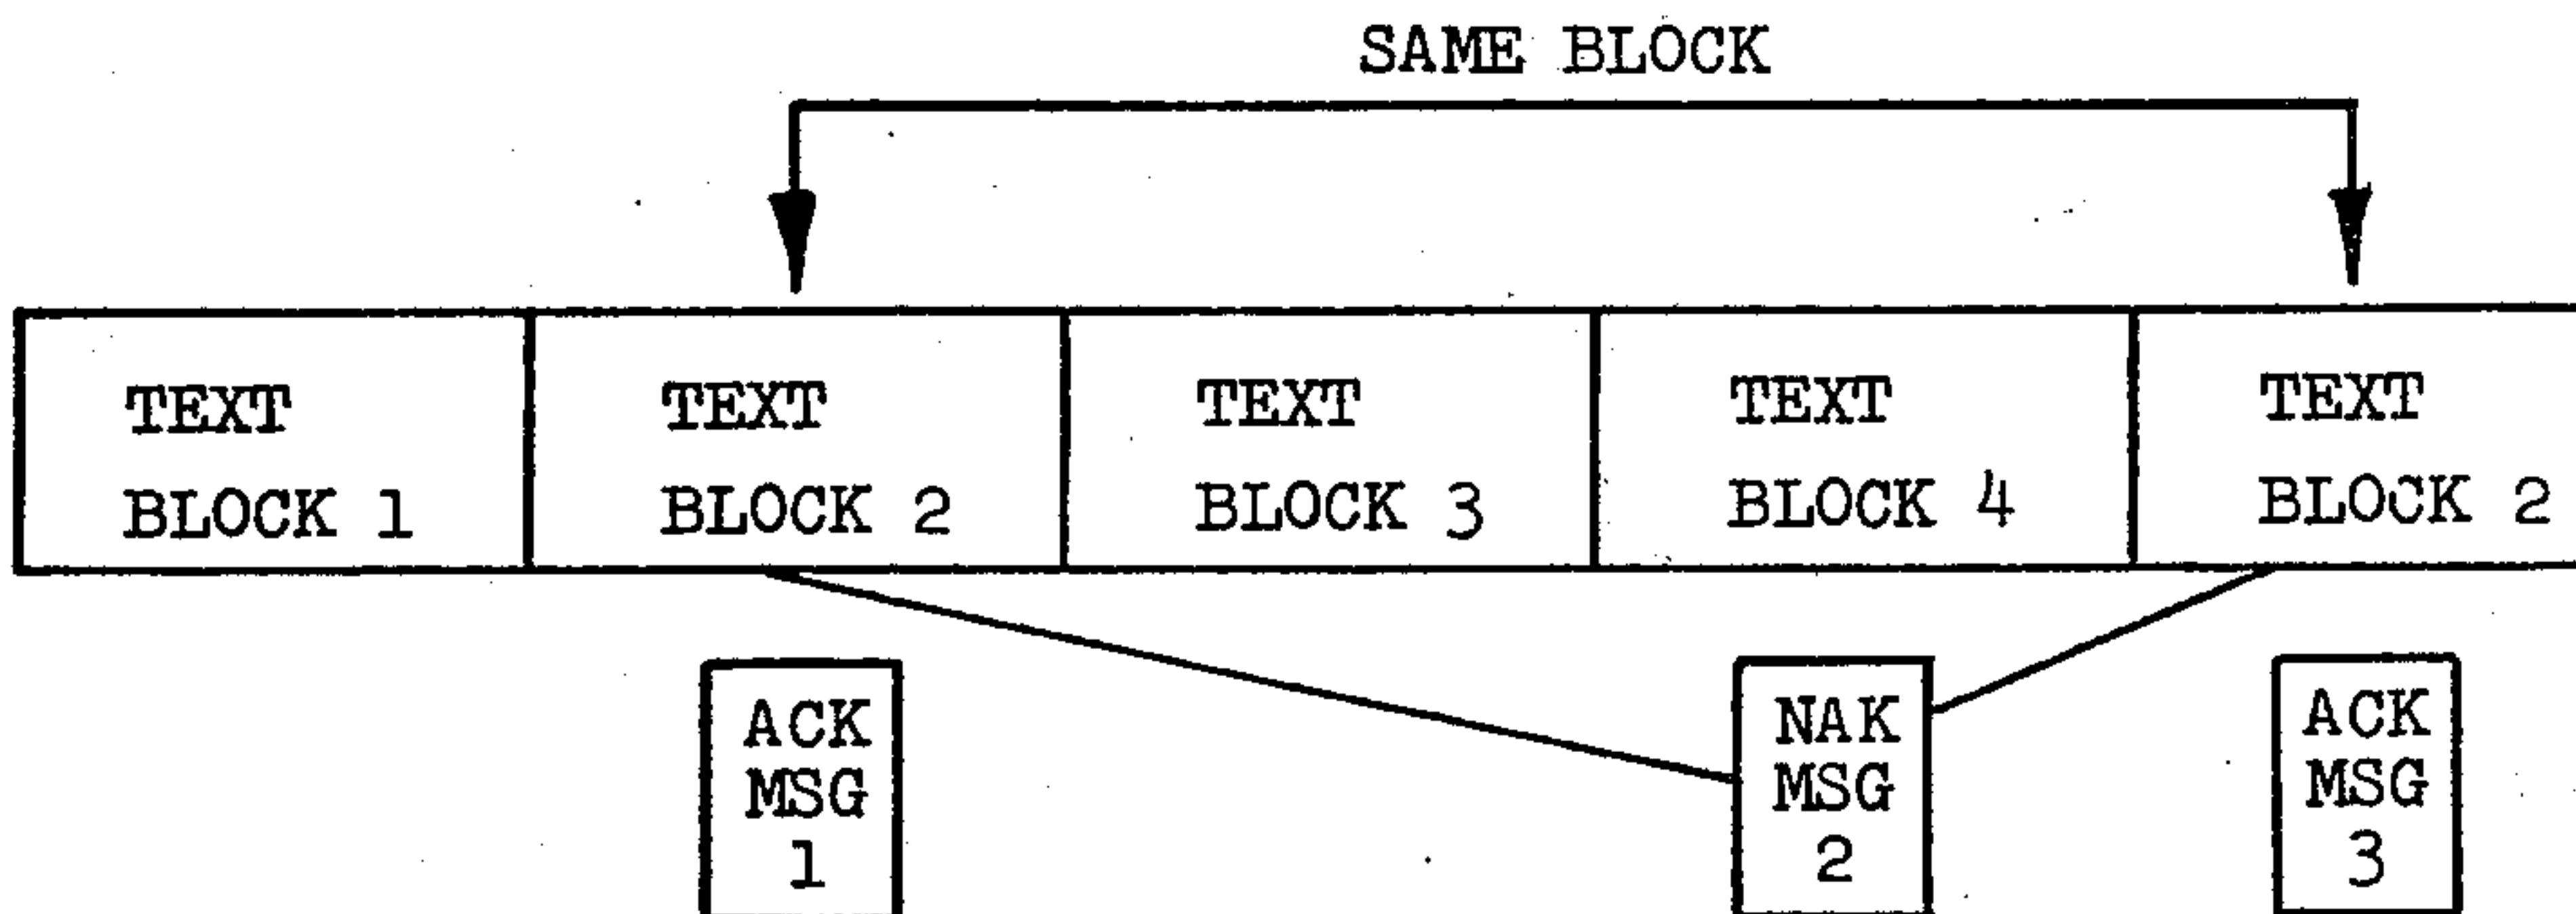 SAME BLOCK
TEXT
BLOCK 1
TEXT
BLOCK 2
TEXT
BLOCK 3
TEXT
BLOCK 4
TEXT
BLOCK 2
ACK
MSG
1
NAK
MSG
2
ACK
MSG
3